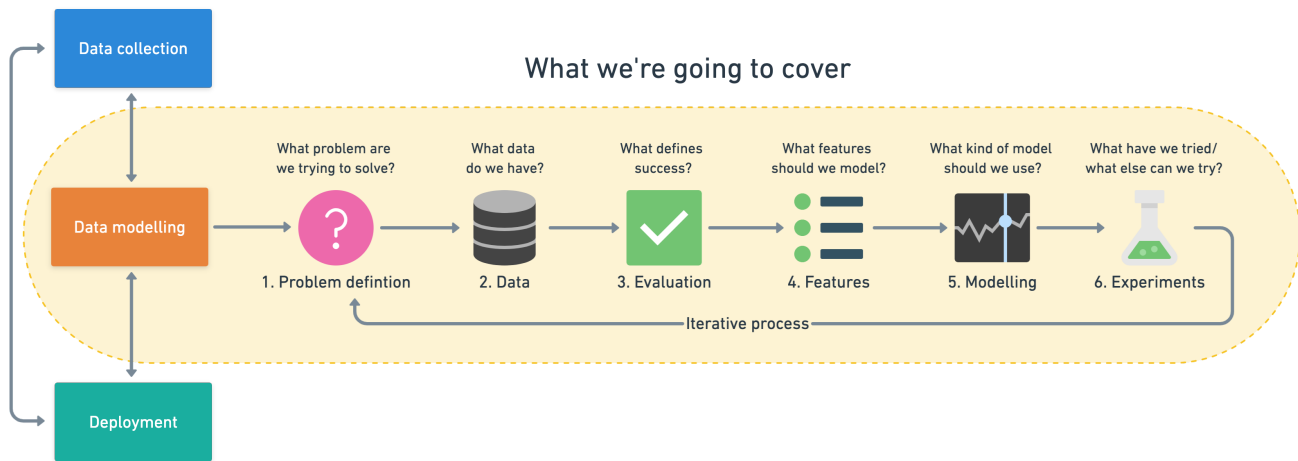 Data collection
What we're going to cover
What problem are
we trying to solve?
What data
do we have?
What defines
success?
What features
should we model?
What kind of model
should we use?
What have we tried/
what else can we try?
Data modelling
?
1. Problem defintion
2. Data
3. Evaluation
4. Features
5. Modelling
6. Experiments
Iterative process
Deployment